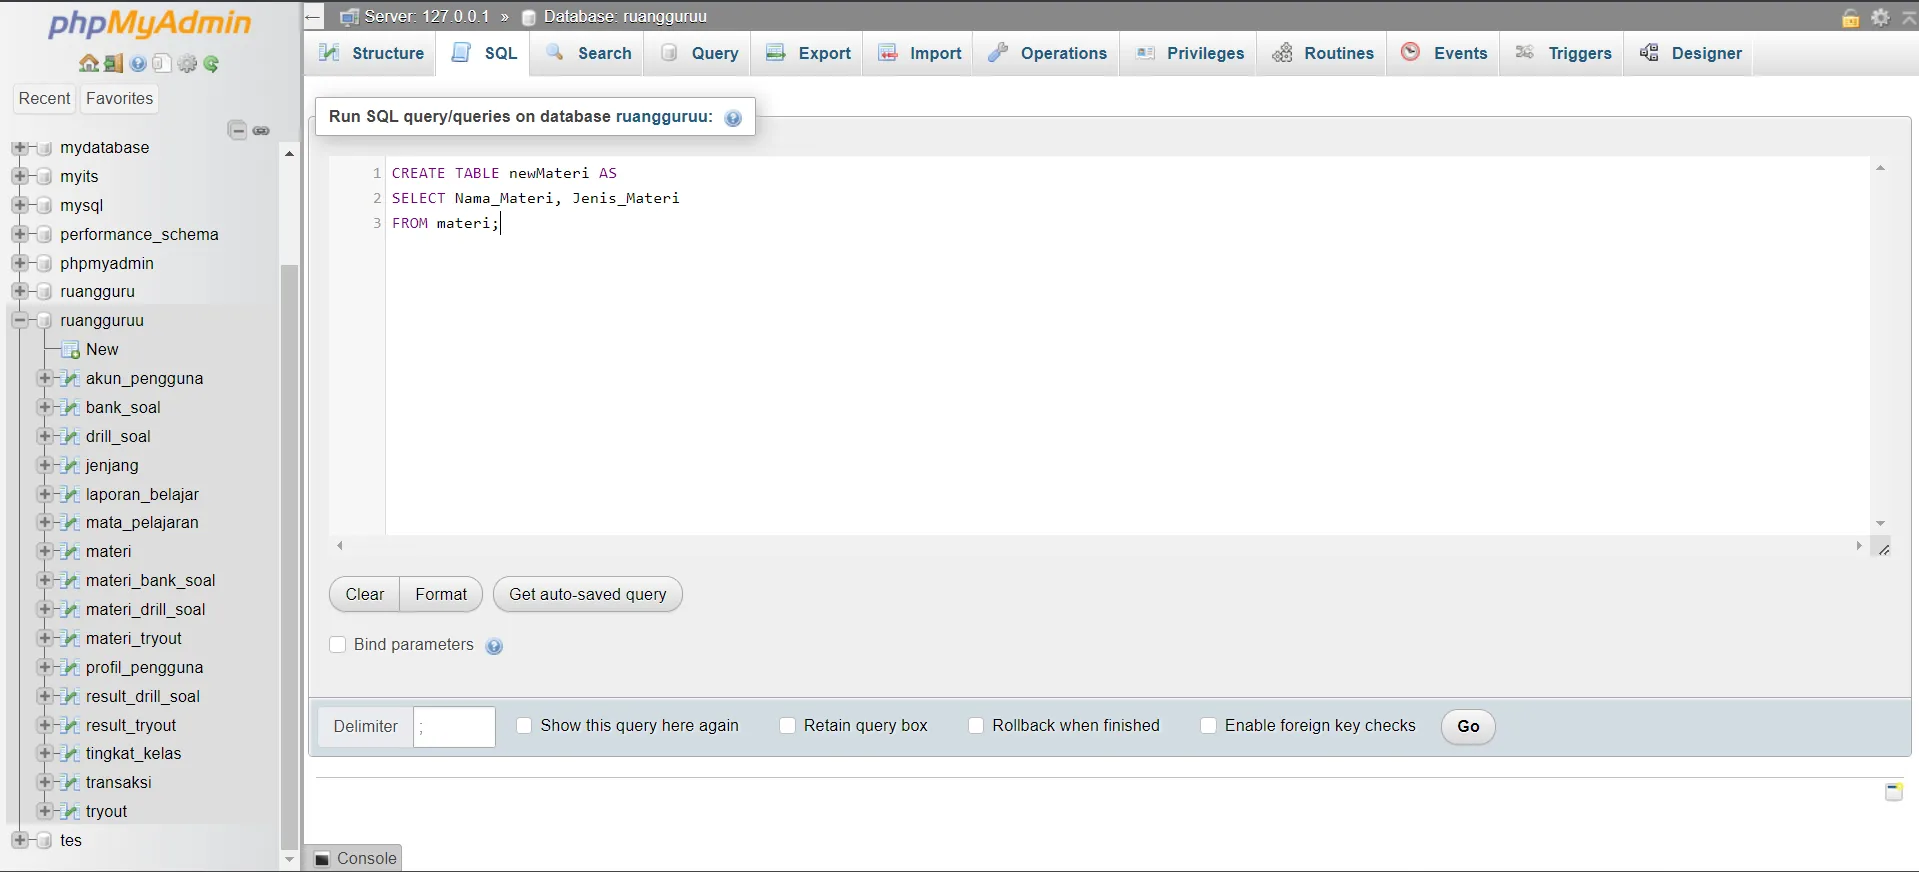 phpMyAdmin
Recent Favorites
mydatabase
myits
mysql
performance_schema
phpmyadmin
ruangguru
ruangguruu
New
akun_pengguna
bank_soal
drill_soal
jenjang
laporan_belajar
mata_pelajaran
materi
materi_bank_soal
materi_drill_soal
materi_tryout
profil_pengguna
result_drill_soal
result_tryout
tingkat_kelas
transaksi
tryout
tes
Server: 127.0.0.1 » Database: ruangguruu
Structure SQL Search Query Export Import Operations Privileges Routines Events Triggers Designer
Run SQL query/queries on database ruangguruu:
1 CREATE TABLE newMateri AS
2 SELECT Nama_Materi, Jenis_Materi
3 FROM materi;
Clear Format Get auto-saved query
Bind parameters
Delimiter ; Show this query here again Retain query box Rollback when finished Enable foreign key checks Go
Console